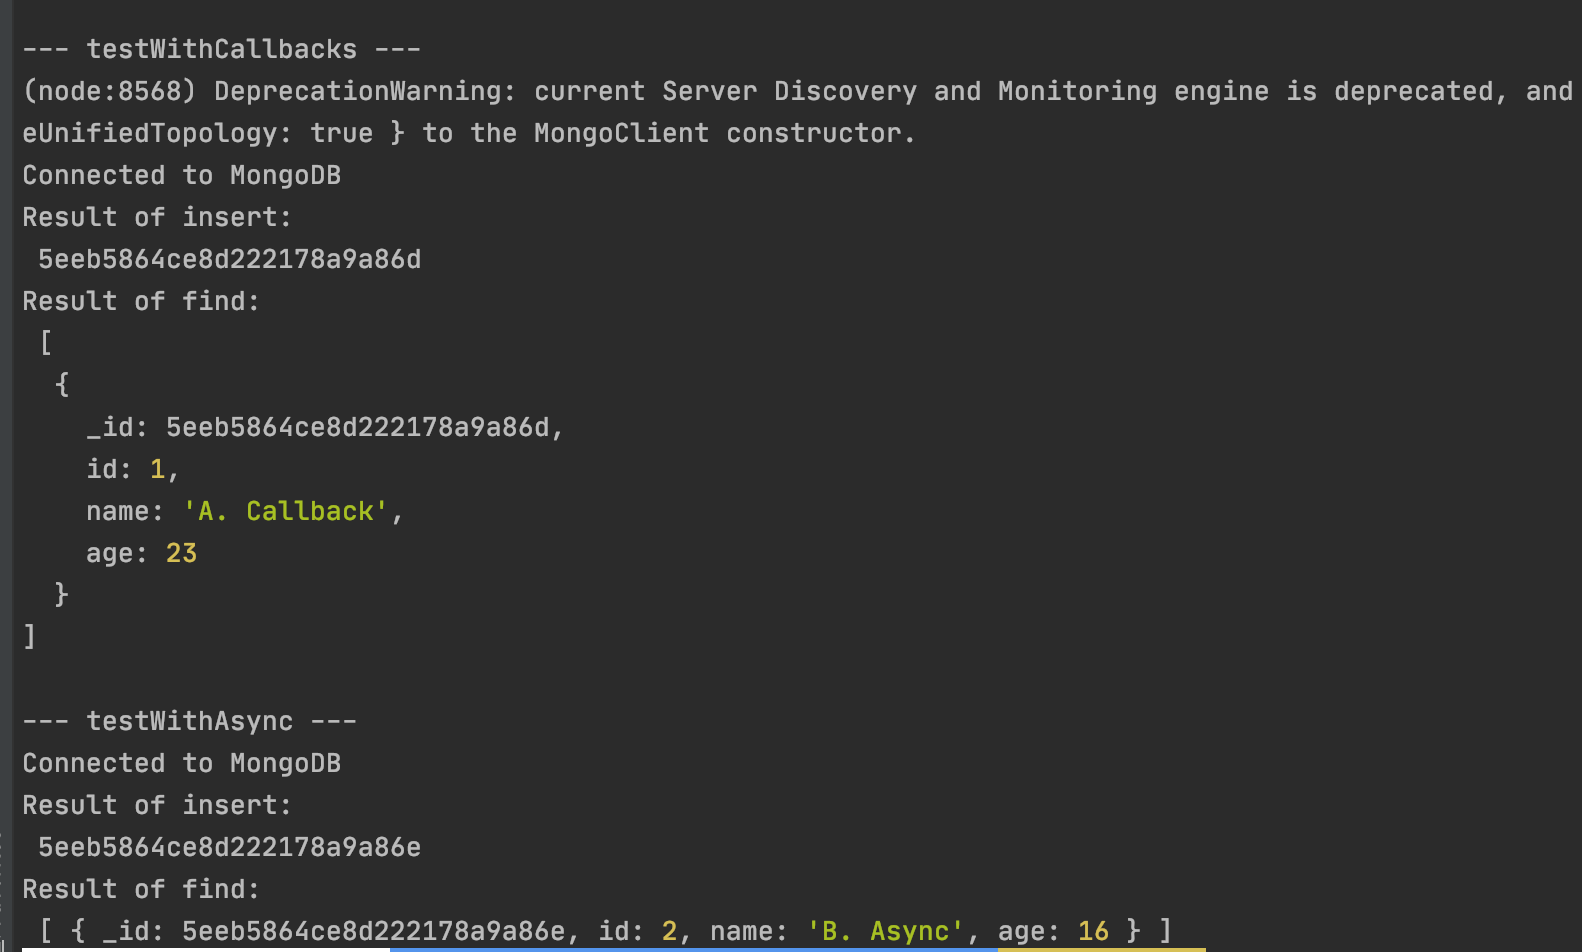 --- testWithCallbacks ---
(node:8568) DeprecationWarning: current Server Discovery and Monitoring engine is deprecated, and
eUnifiedTopology: true } to the MongoClient constructor.
Connected to MongoDB
Result of insert:
 5eeb5864ce8d222178a9a86d
Result of find:
 [
  {
    _id: 5eeb5864ce8d222178a9a86d,
    id: 1,
    name: 'A. Callback',
    age: 23
  }
]
--- testWithAsync ---
Connected to MongoDB
Result of insert:
 5eeb5864ce8d222178a9a86e
Result of find:
 [ { _id: 5eeb5864ce8d222178a9a86e, id: 2, name: 'B. Async', age: 16 } ]